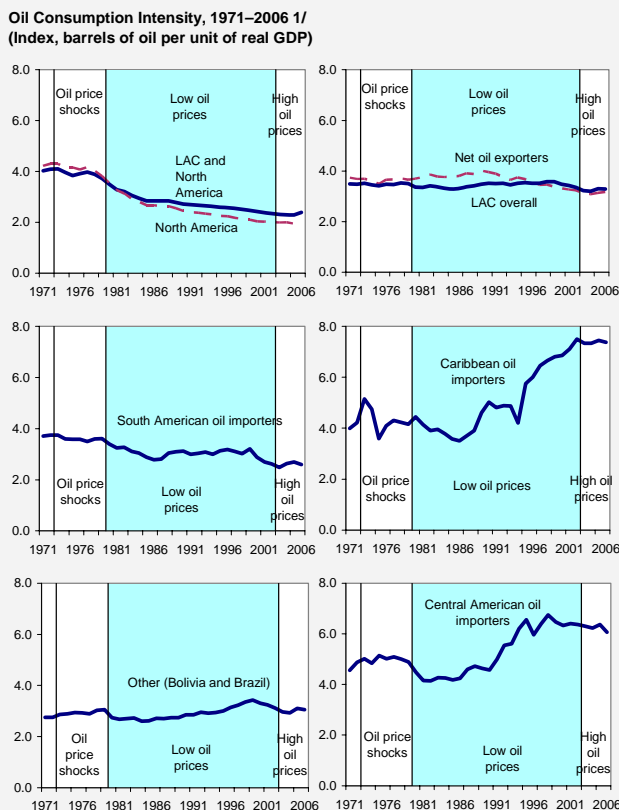 Oil Consumption Intensity, 1971–2006 1/
(Index, barrels of oil per unit of real GDP)
8.0
6.0
4.0
2.0
0.0
Oil price
shocks
Low oil
prices
High
oil
prices
LAC and
North
America
North America
1971 1976 1981 1986 1991 1996 2001 2006
8.0
6.0
4.0
2.0
0.0
Oil price
shocks
Low oil
prices
High
oil
prices
Net oil exporters
LAC overall
1971 1976 1981 1986 1991 1996 2001 2006
8.0
6.0
4.0
2.0
0.0
South American oil importers
Oil price
shocks
Low oil
prices
High
oil
prices
1971 1976 1981 1986 1991 1996 2001 2006
8.0
6.0
4.0
2.0
0.0
Caribbean oil
importers
Oil price
shocks
Low oil prices
High oil
prices
1971 1976 1981 1986 1991 1996 2001 2006
8.0
6.0
4.0
2.0
0.0
Other (Bolivia and Brazil)
Oil
price
shocks
Low oil
prices
High
oil
prices
1971 1976 1981 1986 1991 1996 2001 2006
8.0
6.0
4.0
2.0
0.0
Central American oil
importers
Oil price
shocks
Low oil
prices
High
oil
prices
1971 1976 1981 1986 1991 1996 2001 2006